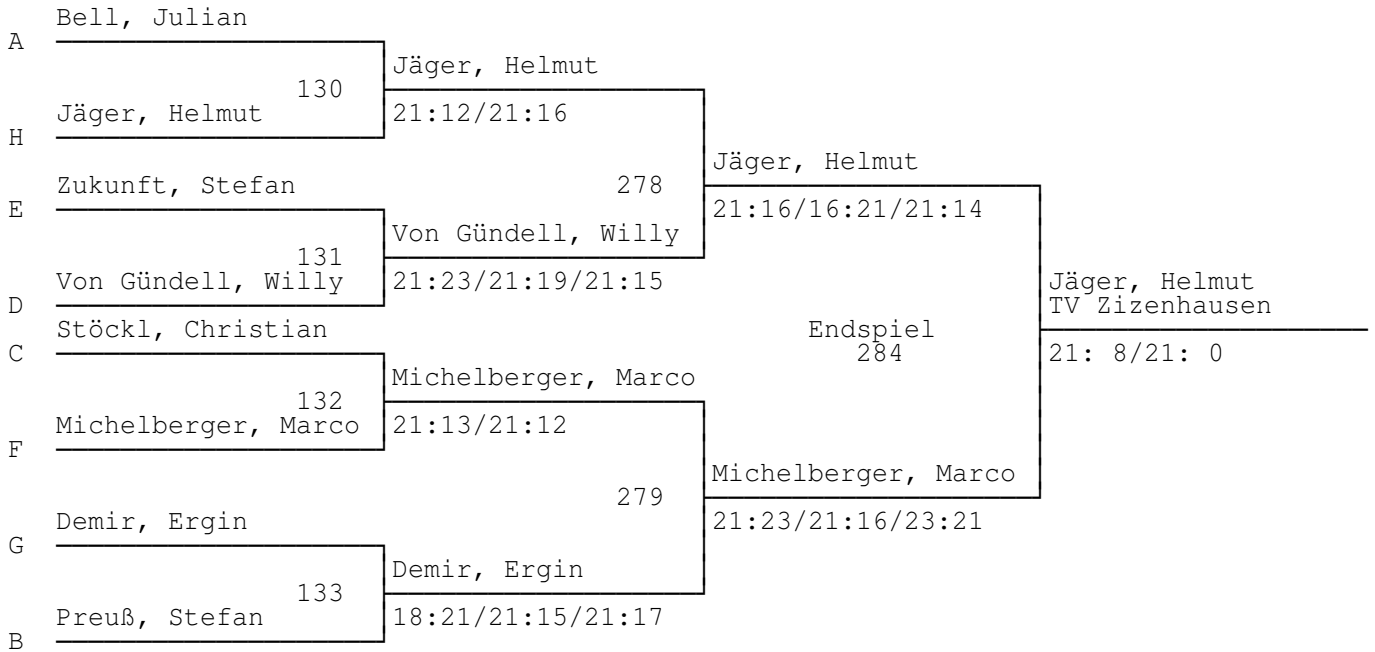 Bell, Julian
A
Jäger, Helmut
130
Jäger, Helmut
21:12/21:16
H
Jäger, Helmut
Zukunft, Stefan
278
E
21:16/16:21/21:14
Von Gündell, Willy
131
Von Gündell, Willy
21:23/21:19/21:15
Jäger, Helmut
D
TV Zizenhausen
Stöckl, Christian
Endspiel
C
284
21: 8/21: 0
Michelberger, Marco
132
Michelberger, Marco
21:13/21:12
F
Michelberger, Marco
279
Demir, Ergin
21:23/21:16/23:21
G
Demir, Ergin
133
Preuß, Stefan
18:21/21:15/21:17
B